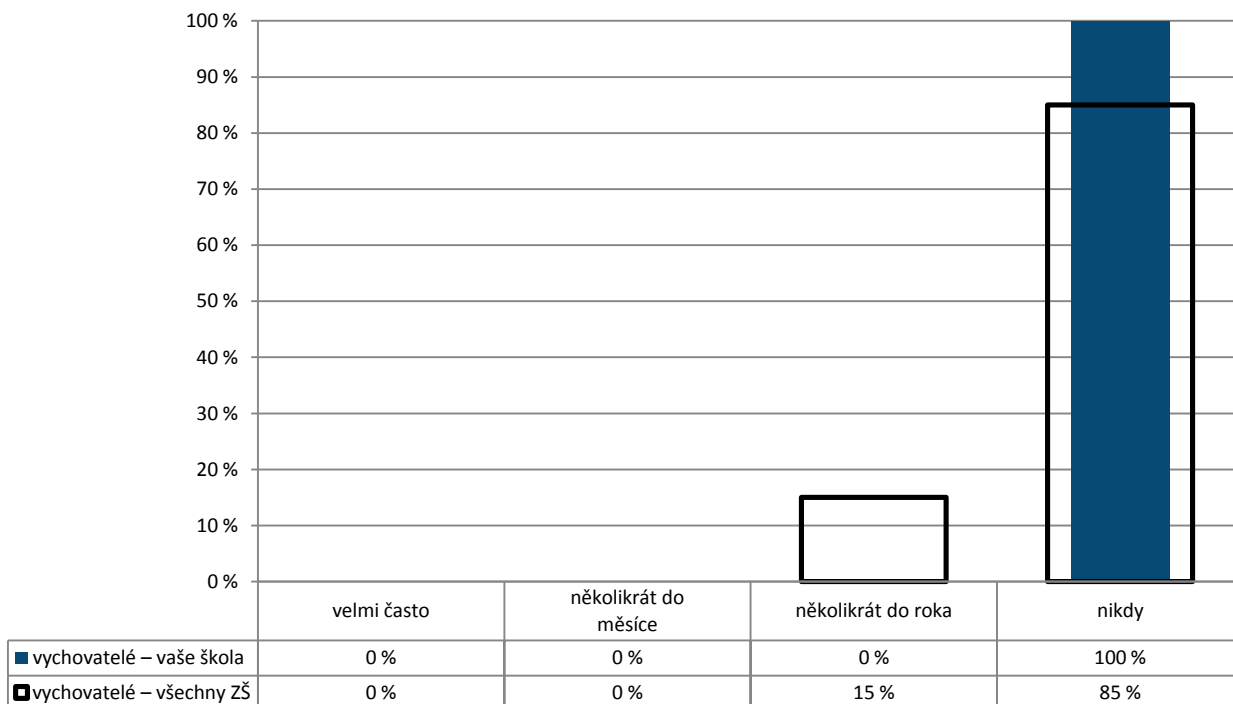 100 %
90 %
80 %
70 %
60 %
50 %
40 %
30 %
20 %
10 %
0 %
velmi často
několikrát do
měsíce
několikrát do roka
nikdy
vychovatelé – vaše škola 0 % 0 % 0 % 100 %
vychovatelé – všechny ZŠ 0 % 0 % 15 % 85 %